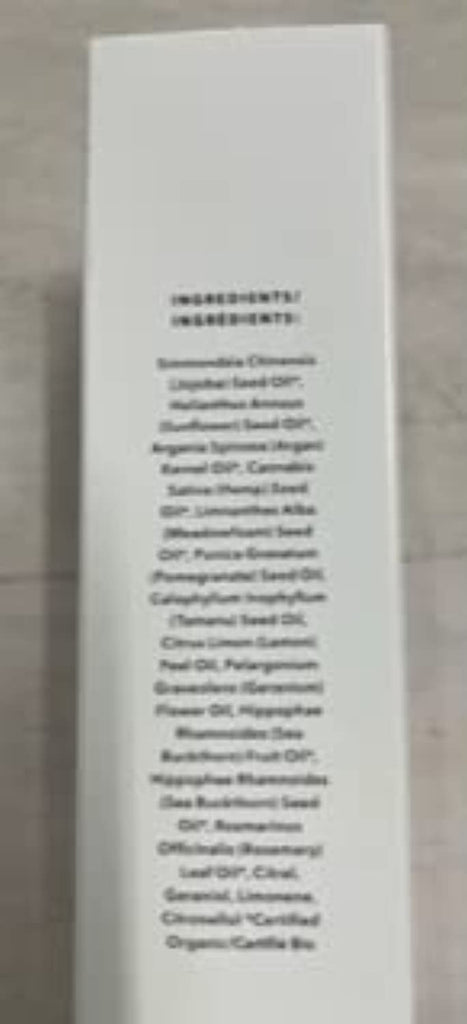 INGREDIENTS/
INGRÉDIENTS:
Simmondsia Chinensis
(Jojoba) Seed Oil*,
Helianthus Annuus
(Sunflower) Seed Oil*,
Argania Spinosa (Argan)
Kernel Oil*, Cannabis
Sativa (Hemp) Seed
Oil*, Limnanthes Alba
(Meadowfoam) Seed
Oil*, Punica Granatum
(Pomegranate) Seed Oil,
Calophyllum Inophyllum
(Tamanu) Seed Oil,
Citrus Limon (Lemon)
Peel Oil, Pelargonium
Graveolens (Geranium)
Flower Oil, Hippophae
Rhamnoides (Sea
Buckthorn) Fruit Oil*,
Hippophae Rhamnoides
(Sea Buckthorn) Seed
Oil*, Rosmarinus
Officinalis (Rosemary)
Leaf Oil*, Citral,
Geraniol, Limonene,
Citronellol *Certified
Organic/Certifié Bio